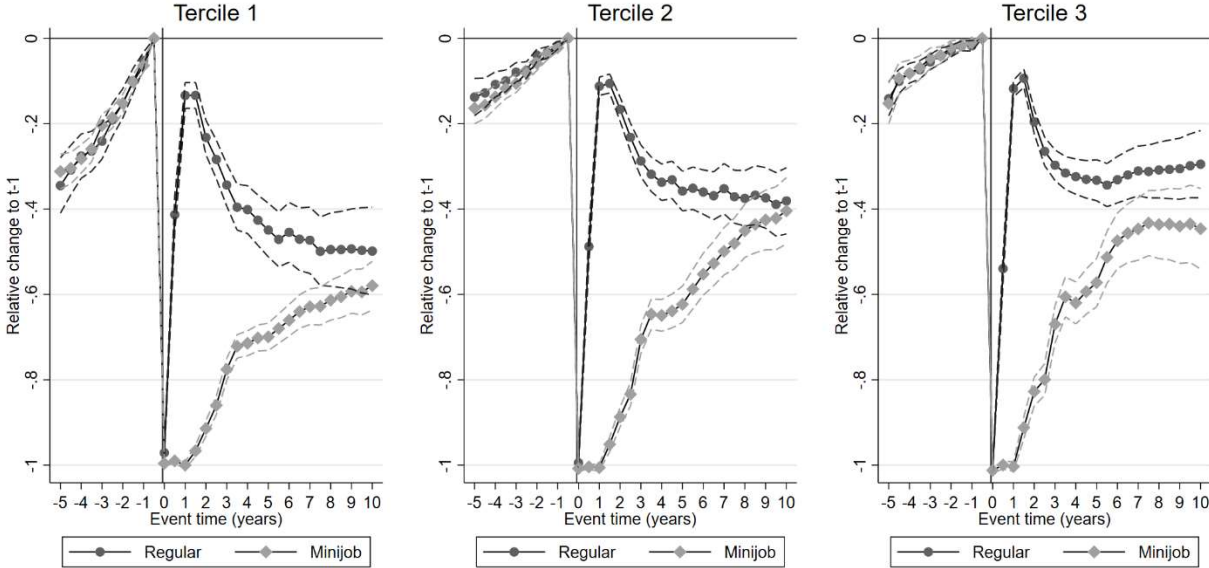 Tercile 1
Relative change to t-1
0
-.2
-.4
-.6
-.8
-1
-5 -4 -3 -2 -1 0 1 2 3 4 5 6 7 8 9 10
Event time (years)
Regular Minijob
Tercile 2
Relative change to t-1
0
-.2
-.4
-.6
-.8
-1
-5 -4 -3 -2 -1 0 1 2 3 4 5 6 7 8 9 10
Event time (years)
Regular Minijob
Tercile 3
Relative change to t-1
0
-.2
-.4
-.6
-.8
-1
-5 -4 -3 -2 -1 0 1 2 3 4 5 6 7 8 9 10
Event time (years)
Regular Minijob